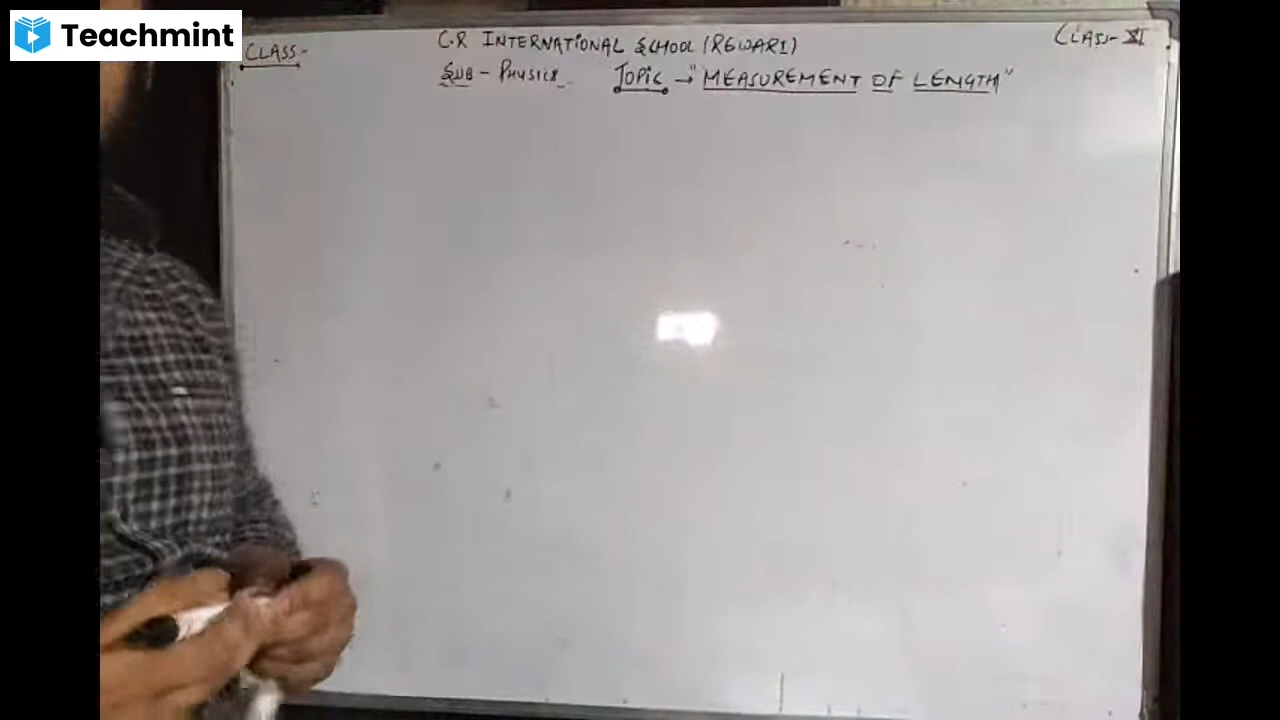 Teachmint
CLASS-
C.R INTERNATIONAL SCHOOL (REWARI)
CLASS-XI
SUB - PHYSICS
TOPIC → "MEASUREMENT OF LENGTH"